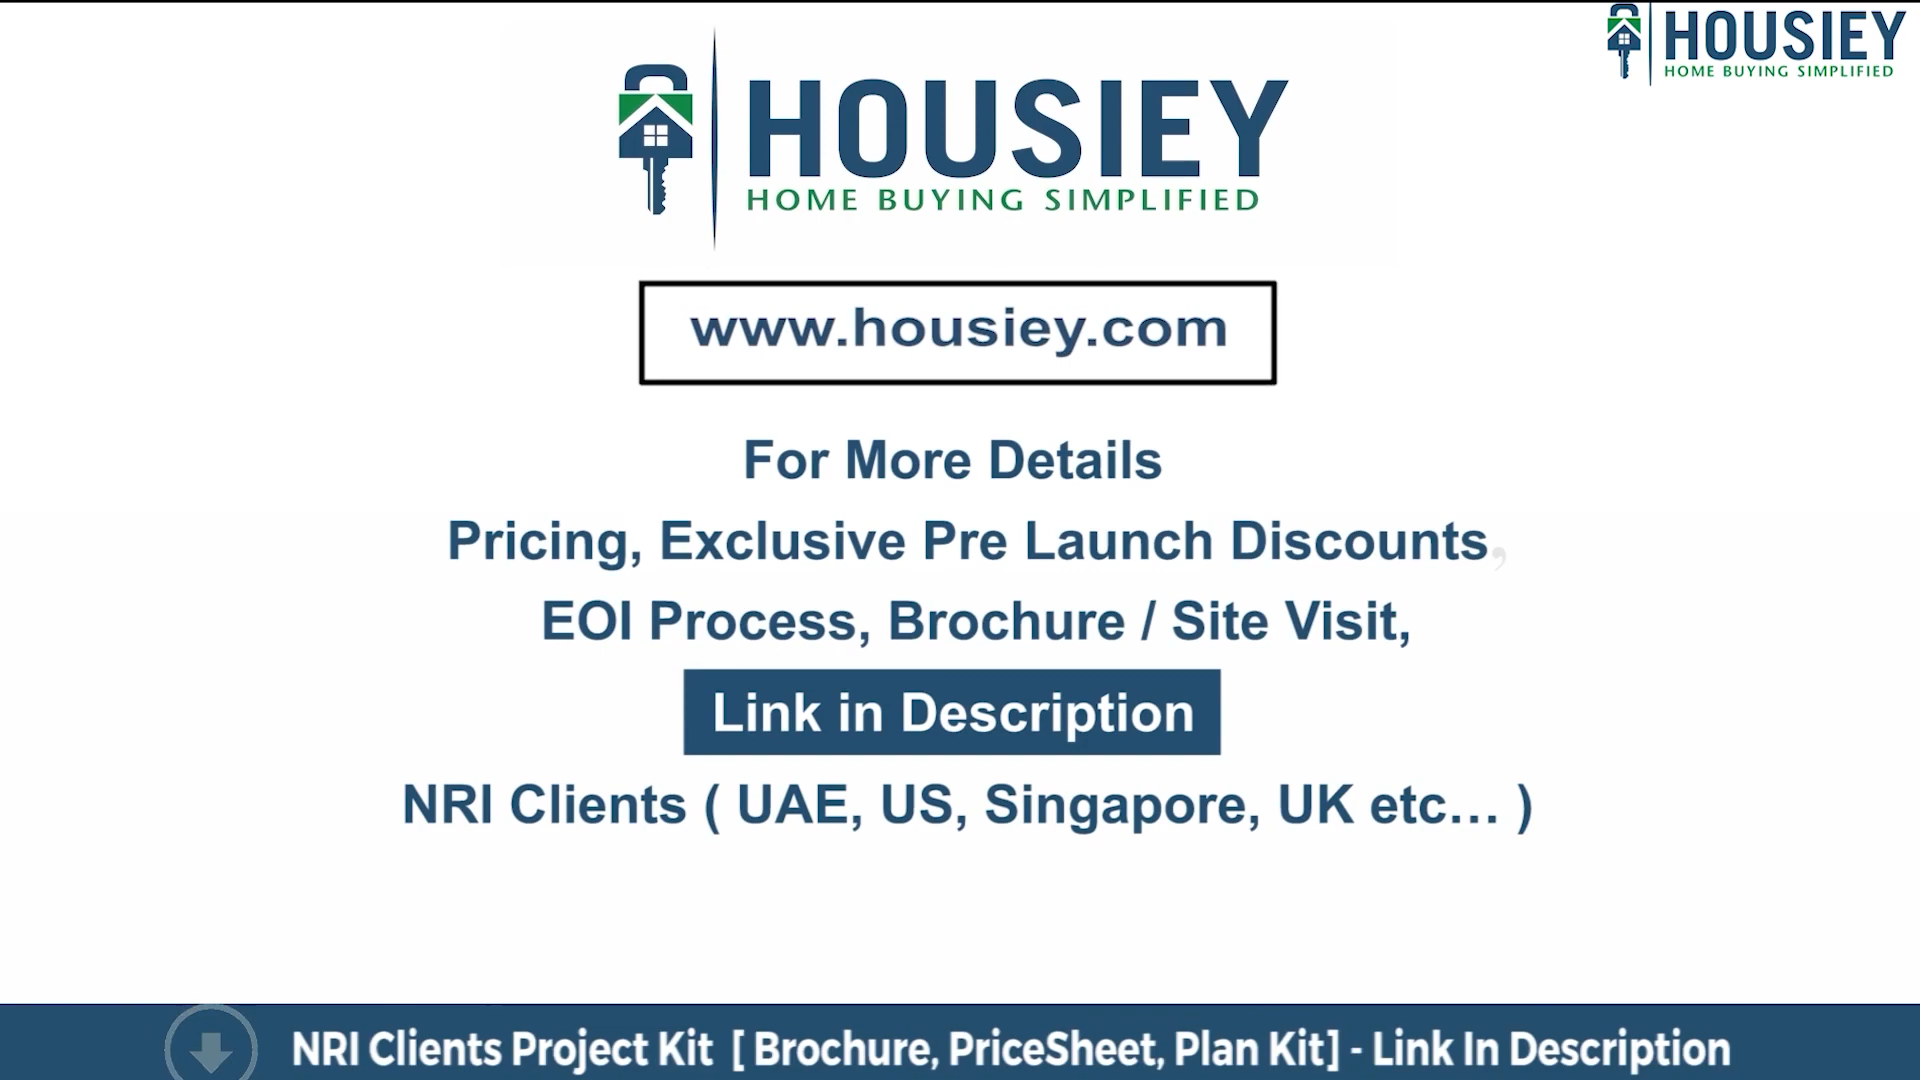 HOUSIEY
HOME BUYING SIMPLIFIED
HOUSIEY
HOME BUYING SIMPLIFIED
www.housiey.com
For More Details
Pricing, Exclusive Pre Launch Discounts,
EOI Process, Brochure / Site Visit,
Link in Description
NRI Clients ( UAE, US, Singapore, UK etc... )
NRI Clients Project Kit [ Brochure, PriceSheet, Plan Kit] - Link In Description